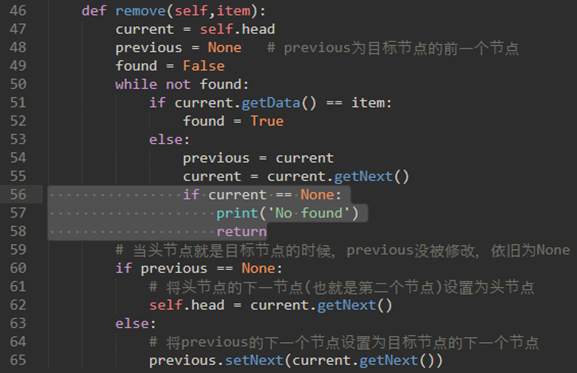 46 def remove(self,item):
47 current = self.head
48 previous = None # previous为目标节点的前一个节点
49 found = False
50 while not found:
51 if current.getData() == item:
52 found = True
53 else:
54 previous = current
55 current = current.getNext()
56 if current == None:
57 print('No found')
58 return
59 # 当头节点就是目标节点的时候, previous没被修改, 依旧为None
60 if previous == None:
61 # 将头节点的下一节点(也就是第二个节点)设置为头节点
62 self.head = current.getNext()
63 else:
64 # 将previous的下一个节点设置为目标节点的下一个节点
65 previous.setNext(current.getNext())